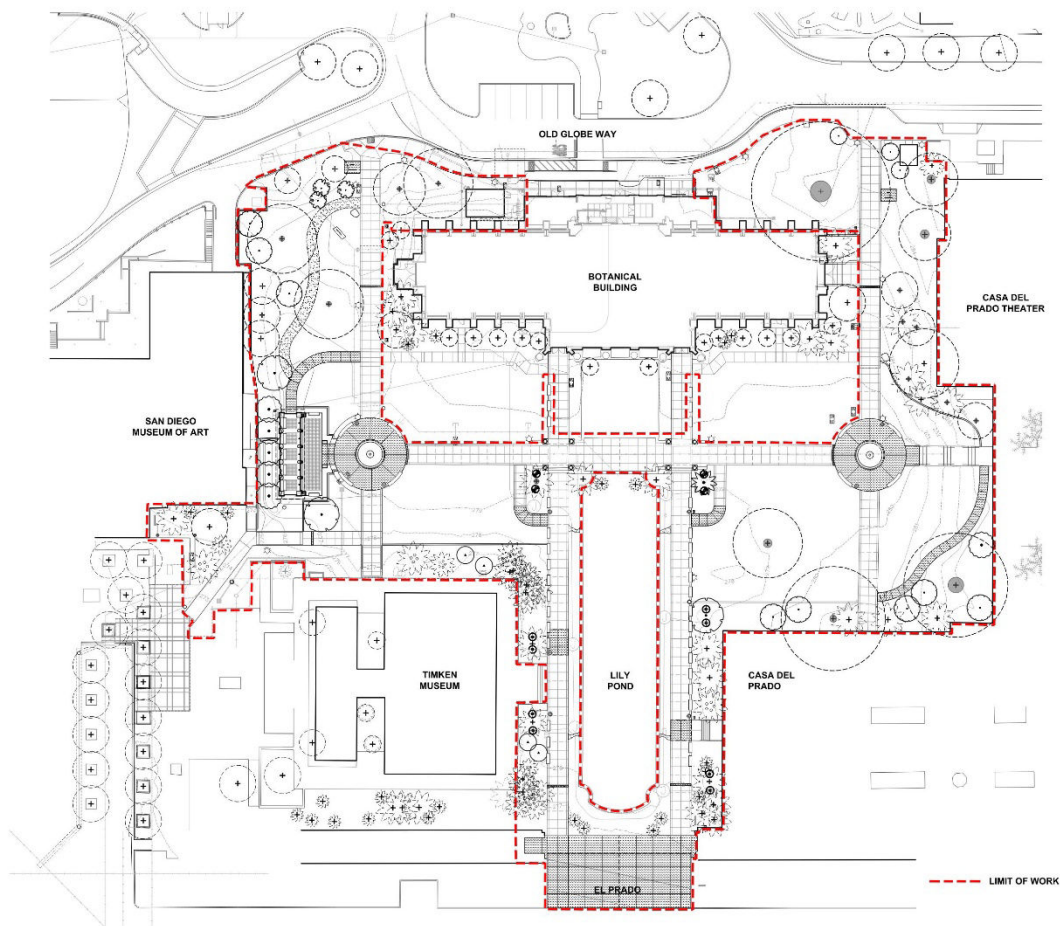 OLD GLOBE WAY
BOTANICAL
BUILDING
CASA DEL
PRADO THEATER
SAN DIEGO
MUSEUM OF ART
TIMKEN
MUSEUM
LILY
POND
CASA DEL
PRADO
EL PRADO
LIMIT OF WORK